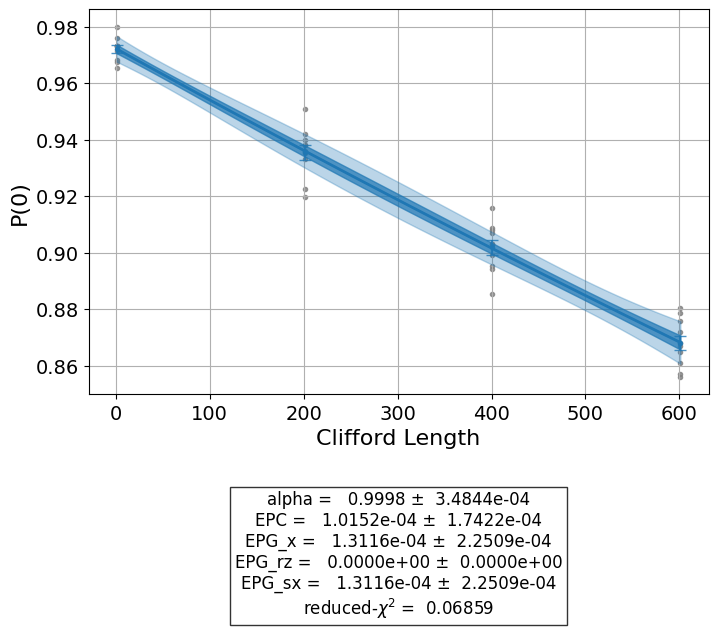 0.98
0.96
0.94
0.92
0.90
0.88
0.86
P(0)
0 100 200 300 400 500 600
Clifford Length
alpha = 0.9998 ± 3.4844e-04
EPC = 1.0152e-04 ± 1.7422e-04
EPG_x = 1.3116e-04 ± 2.2509e-04
EPG_rz = 0.0000e+00 ± 0.0000e+00
EPG_sx = 1.3116e-04 ± 2.2509e-04
reduced-χ² = 0.06859